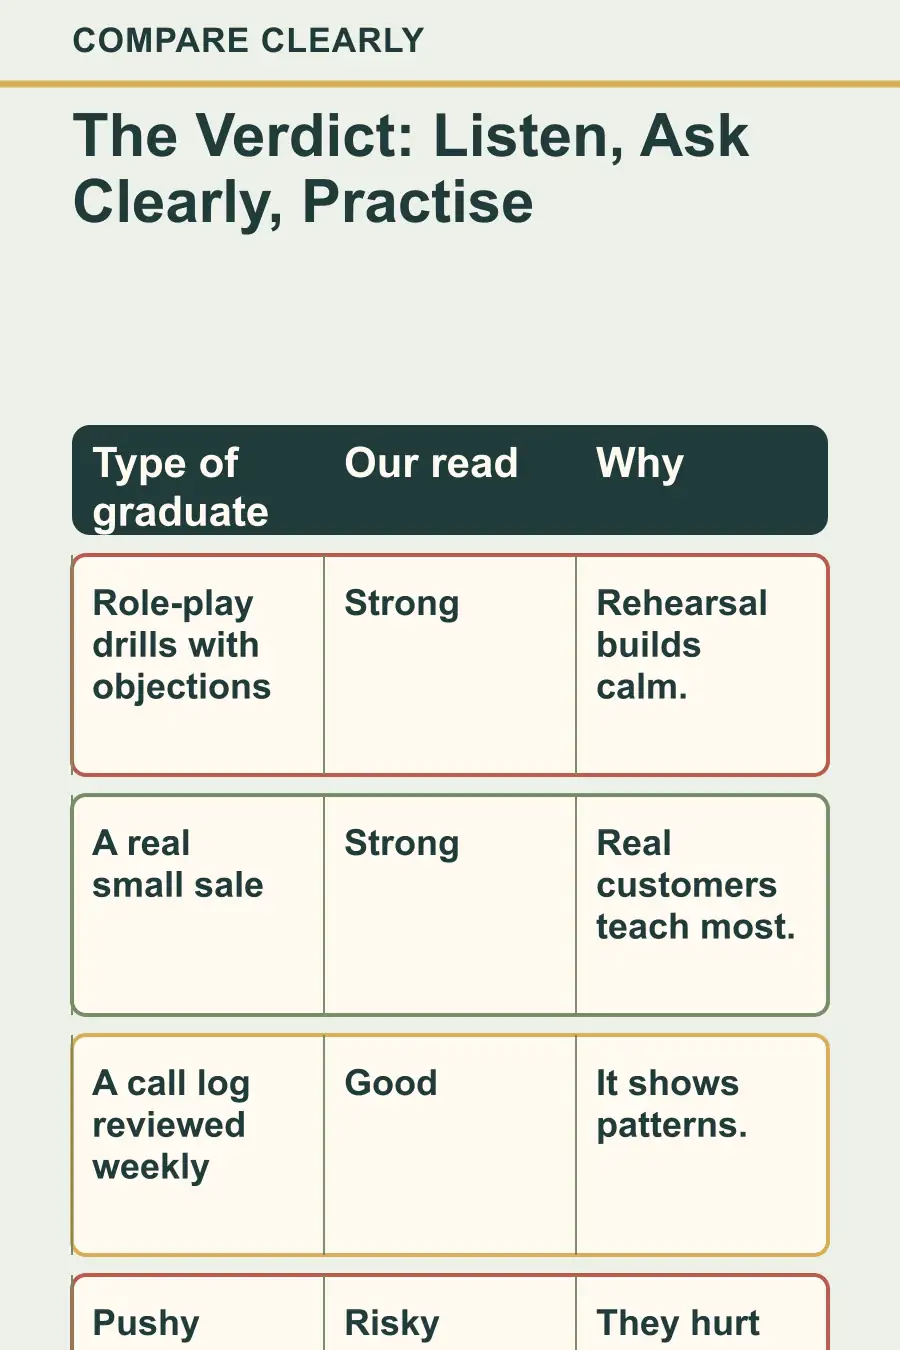 COMPARE CLEARLY
The Verdict: Listen, Ask
Clearly, Practise
Type of graduate
Our read
Why
Role-play drills with objections
Strong
Rehearsal builds calm.
A real small sale
Strong
Real customers teach most.
A call log reviewed weekly
Good
It shows patterns.
Pushy
Risky
They hurt